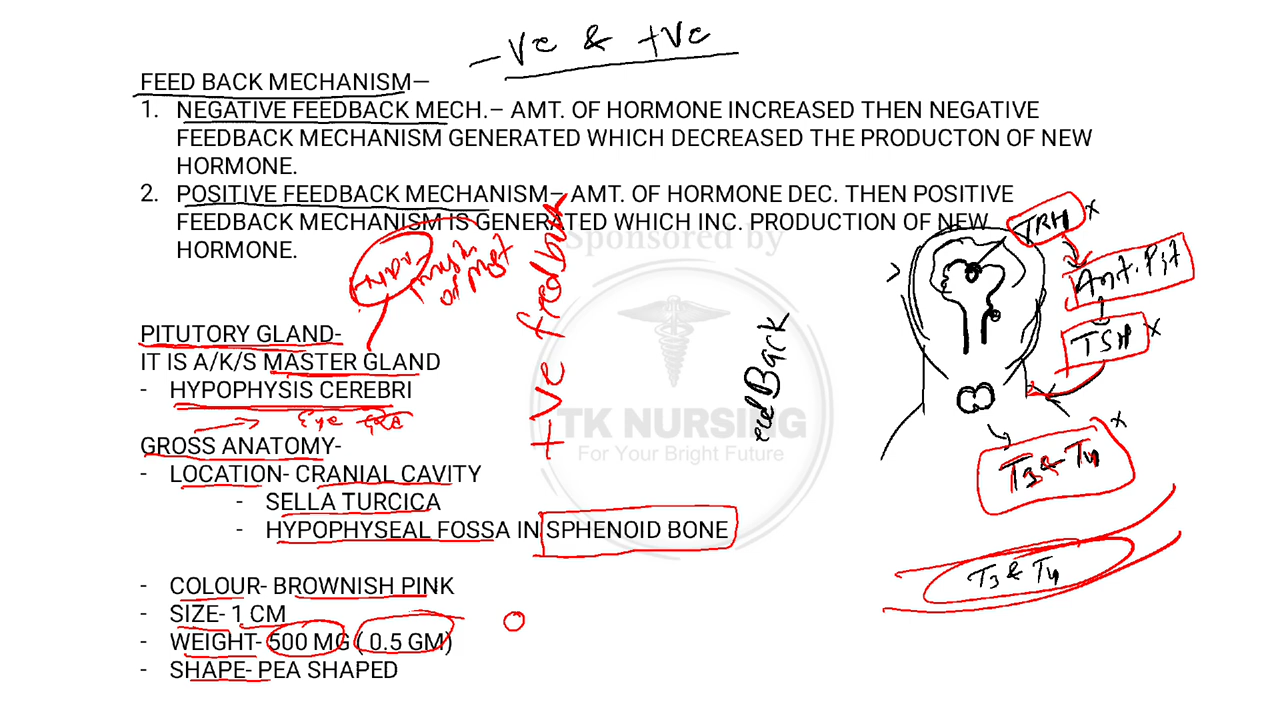 -ve & +ve
FEED BACK MECHANISM–
1. NEGATIVE FEEDBACK MECH.– AMT. OF HORMONE INCREASED THEN NEGATIVE
FEEDBACK MECHANISM GENERATED WHICH DECREASED THE PRODUCTON OF NEW
HORMONE.
2. POSITIVE FEEDBACK MECHANISM– AMT. OF HORMONE DEC. THEN POSITIVE
FEEDBACK MECHANISM IS GENERATED WHICH INC. PRODUCTION OF NEW
HORMONE.
Sponsored by
TRH
Ant. Pit
TSH
T3 & T4
T3 & T4
+ve feedback
PITUTORY GLAND-
IT IS A/K/S MASTER GLAND
- HYPOPHYSIS CEREBRI
GROSS ANATOMY-
- LOCATION- CRANIAL CAVITY
- SELLA TURCICA
- HYPOPHYSEAL FOSSA IN SPHENOID BONE
- COLOUR- BROWNISH PINK
- SIZE- 1 CM
- WEIGHT- 500 MG ( 0.5 GM)
- SHAPE- PEA SHAPED
TK NURSING
For Your Bright Future